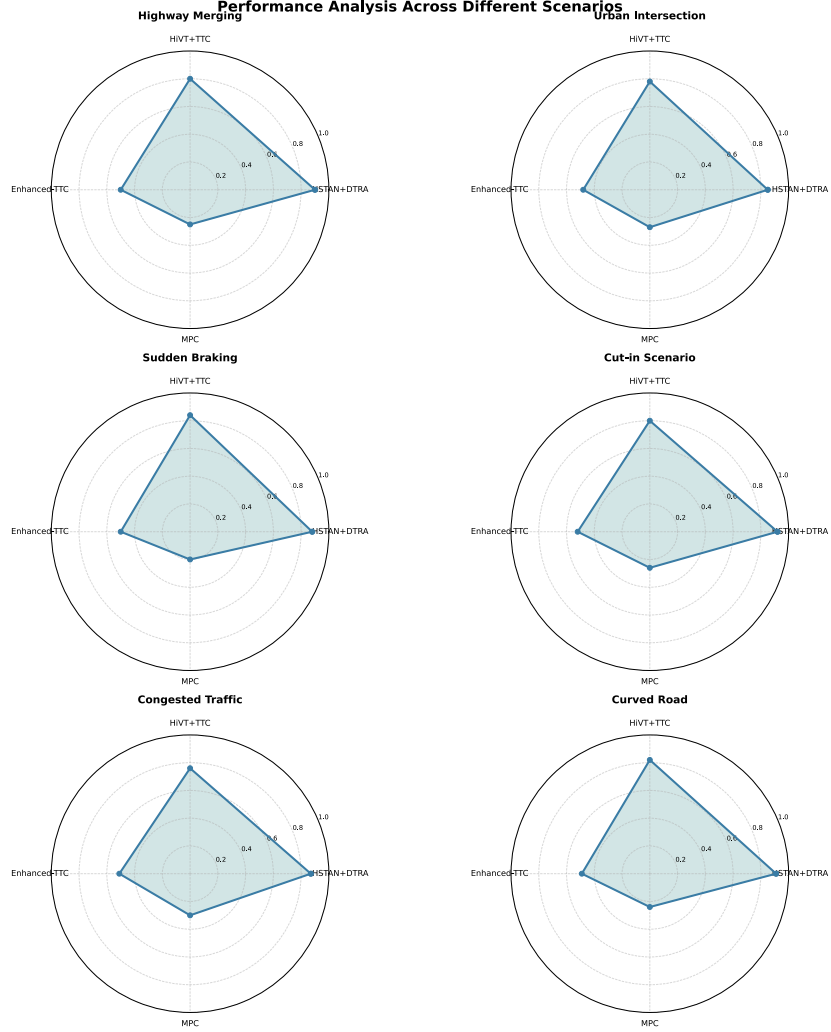 Performance Analysis Across Different Scenarios
Highway Merging
HiVT+TTC
1.0
0.8
0.6
0.4
0.2
Enhanced-TTC
HSTAN+DTRA
MPC
Urban Intersection
HiVT+TTC
1.0
0.8
0.6
0.4
0.2
Enhanced-TTC
HSTAN+DTRA
MPC
Sudden Braking
HiVT+TTC
1.0
0.8
0.6
0.4
0.2
Enhanced-TTC
HSTAN+DTRA
MPC
Cut-in Scenario
HiVT+TTC
1.0
0.8
0.6
0.4
0.2
Enhanced-TTC
HSTAN+DTRA
MPC
Congested Traffic
HiVT+TTC
1.0
0.8
0.6
0.4
0.2
Enhanced-TTC
HSTAN+DTRA
MPC
Curved Road
HiVT+TTC
1.0
0.8
0.6
0.4
0.2
Enhanced-TTC
HSTAN+DTRA
MPC